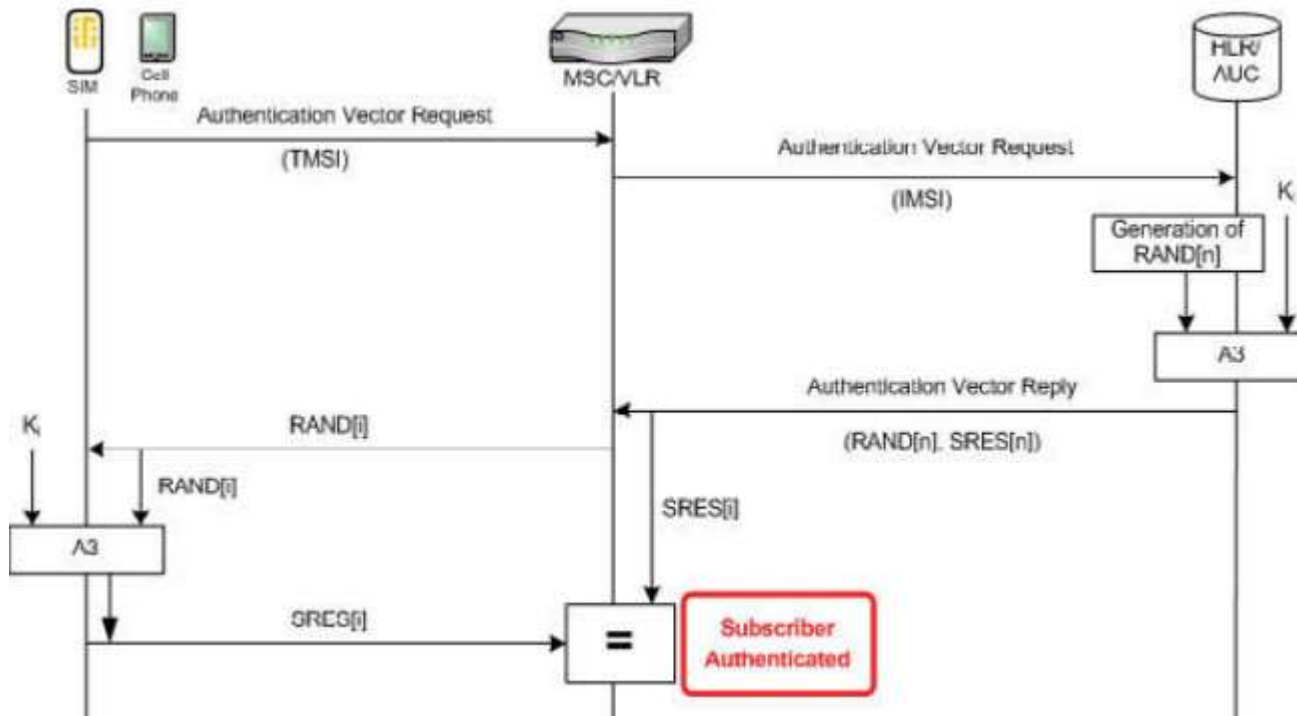 SIM
Cell
Phone
MSC/VLR
HLR/
AUC
Authentication Vector Request
(TMSI)
Authentication Vector Request
(IMSI)
K
Generation of
RAND[n]
A3
Authentication Vector Reply
(RAND[n], SRES[n])
RAND[i]
Ki
RAND[i]
SRES[i]
A3
SRES[i]
=
Subscriber
Authenticated